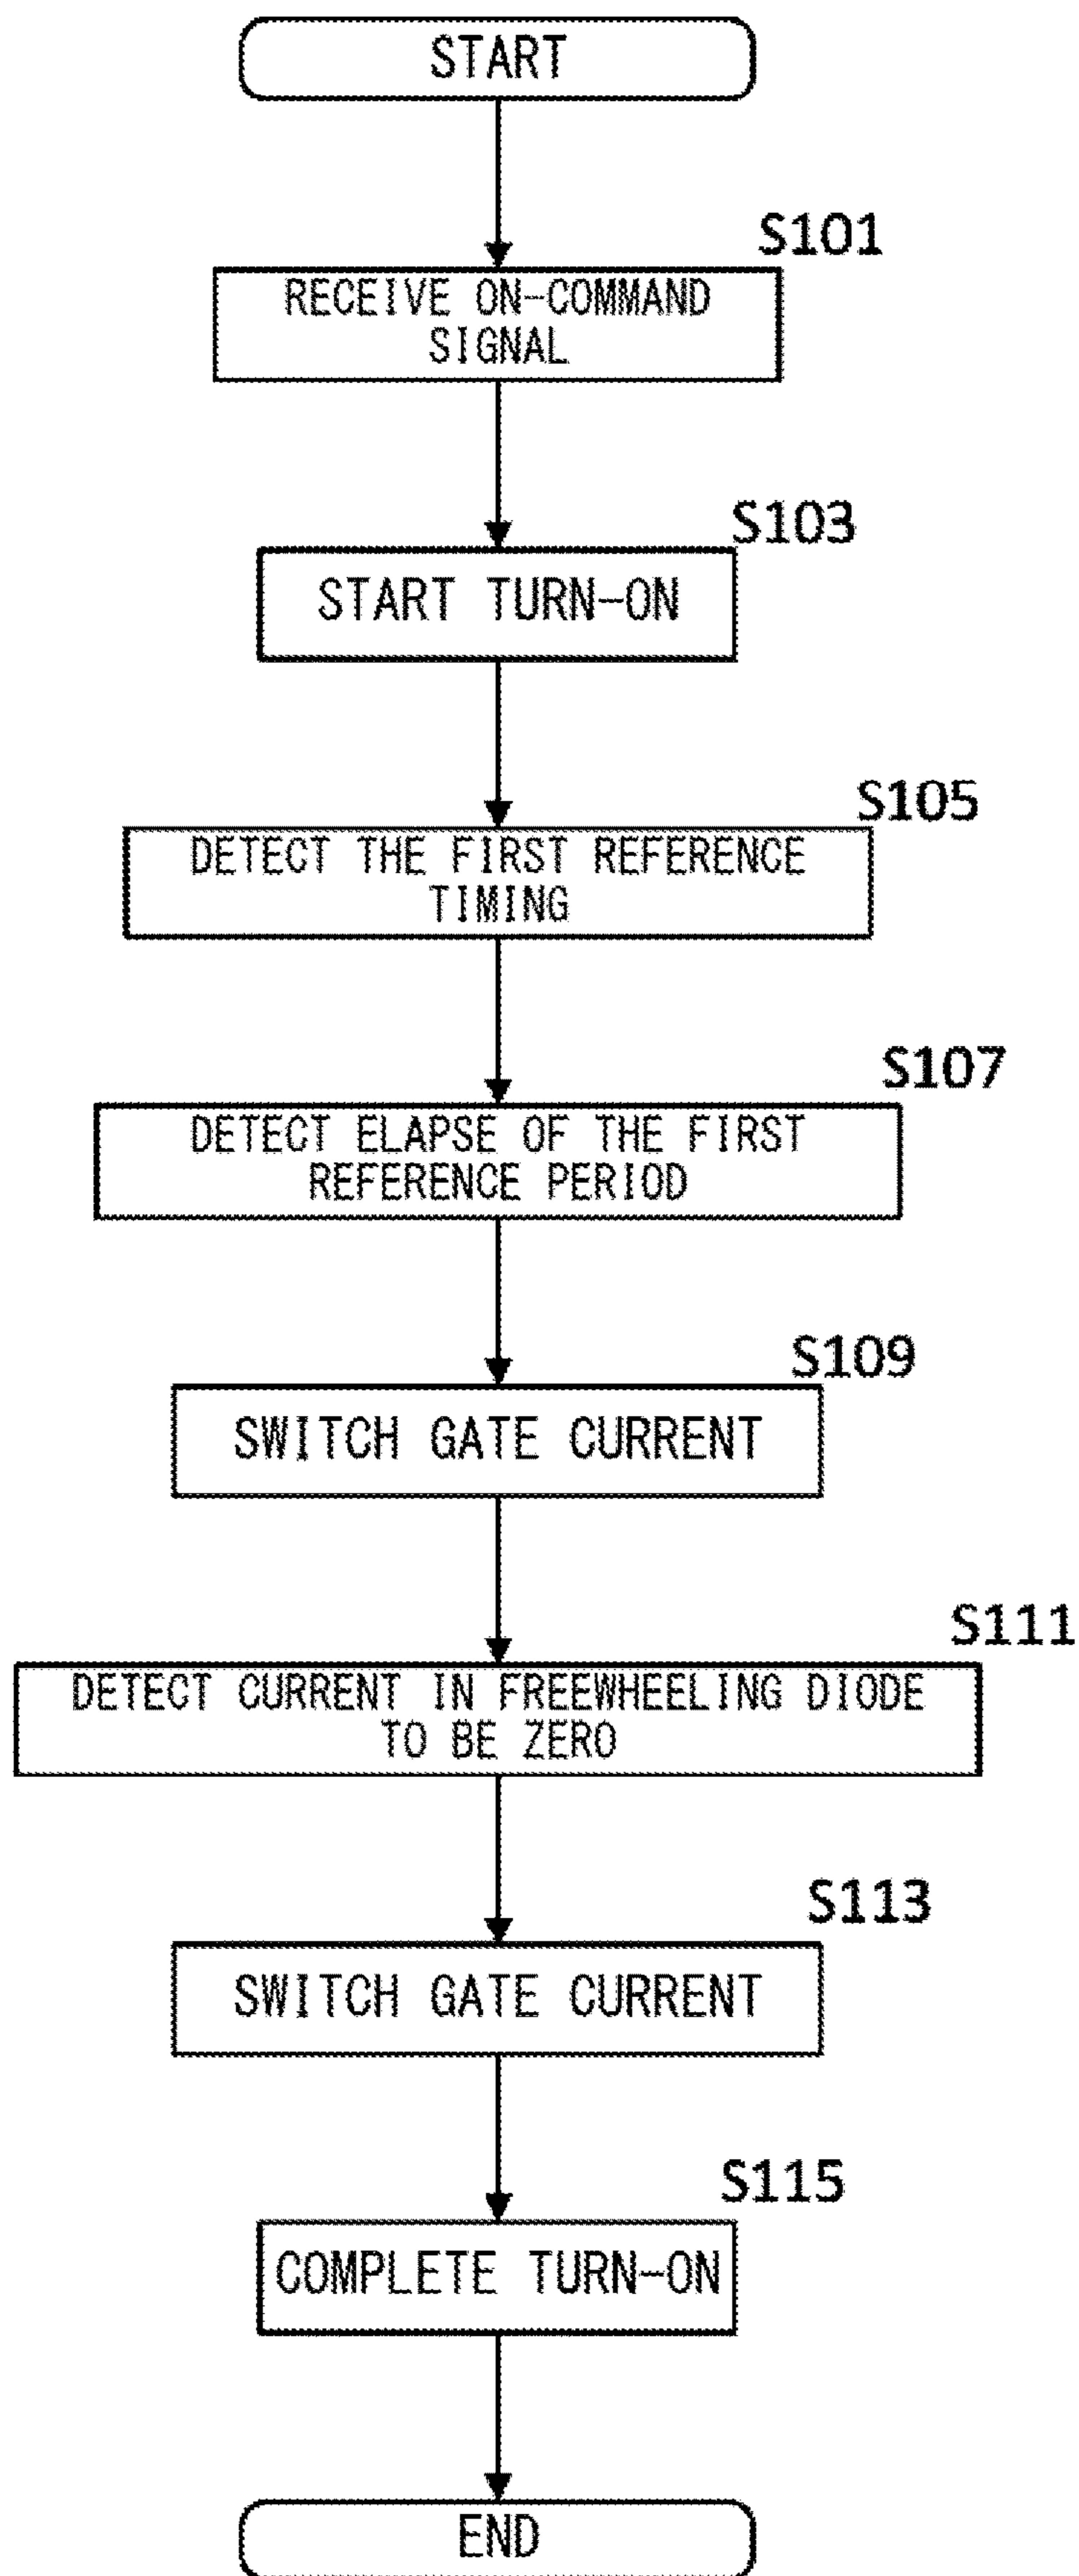 START
S101
RECEIVE ON-COMMAND
SIGNAL
S103
START TURN-ON
S105
DETECT THE FIRST REFERENCE
TIMING
S107
DETECT ELAPSE OF THE FIRST
REFERENCE PERIOD
S109
SWITCH GATE CURRENT
S111
DETECT CURRENT IN FREEWHEELING DIODE
TO BE ZERO
S113
SWITCH GATE CURRENT
S115
COMPLETE TURN-ON
END